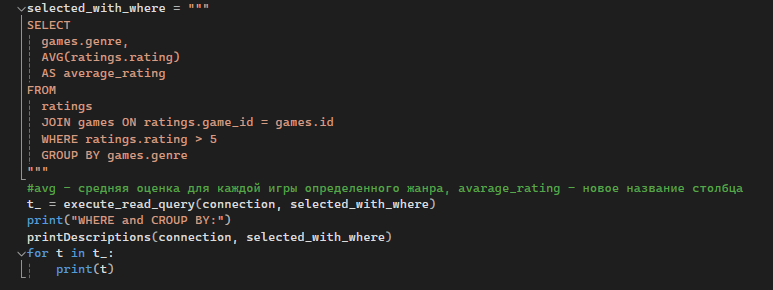 selected_with_where = """
SELECT
  games.genre,
  AVG(ratings.rating)
  AS average_rating
FROM
  ratings
  JOIN games ON ratings.game_id = games.id
  WHERE ratings.rating > 5
  GROUP BY games.genre
"""
#avg - средняя оценка для каждой игры определенного жанра, avarage_rating - новое название столбца
t_ = execute_read_query(connection, selected_with_where)
print("WHERE and CROUP BY:")
printDescriptions(connection, selected_with_where)
for t in t_:
    print(t)